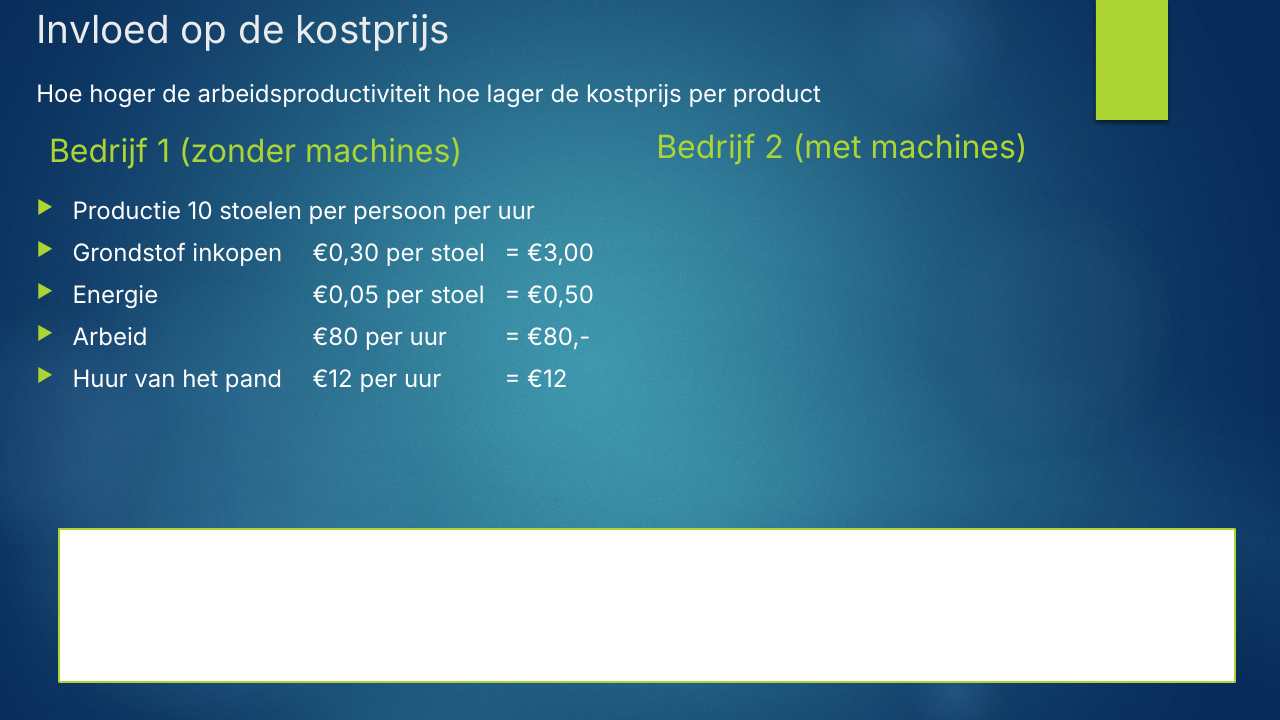 Invloed op de kostprijs
Hoe hoger de arbeidsproductiviteit hoe lager de kostprijs per product
Bedrijf 1 (zonder machines)
Productie 10 stoelen per persoon per uur
Grondstof inkopen €0,30 per stoel = €3,00
Energie €0,05 per stoel = €0,50
Arbeid €80 per uur = €80,-
Huur van het pand €12 per uur = €12
Bedrijf 2 (met machines)